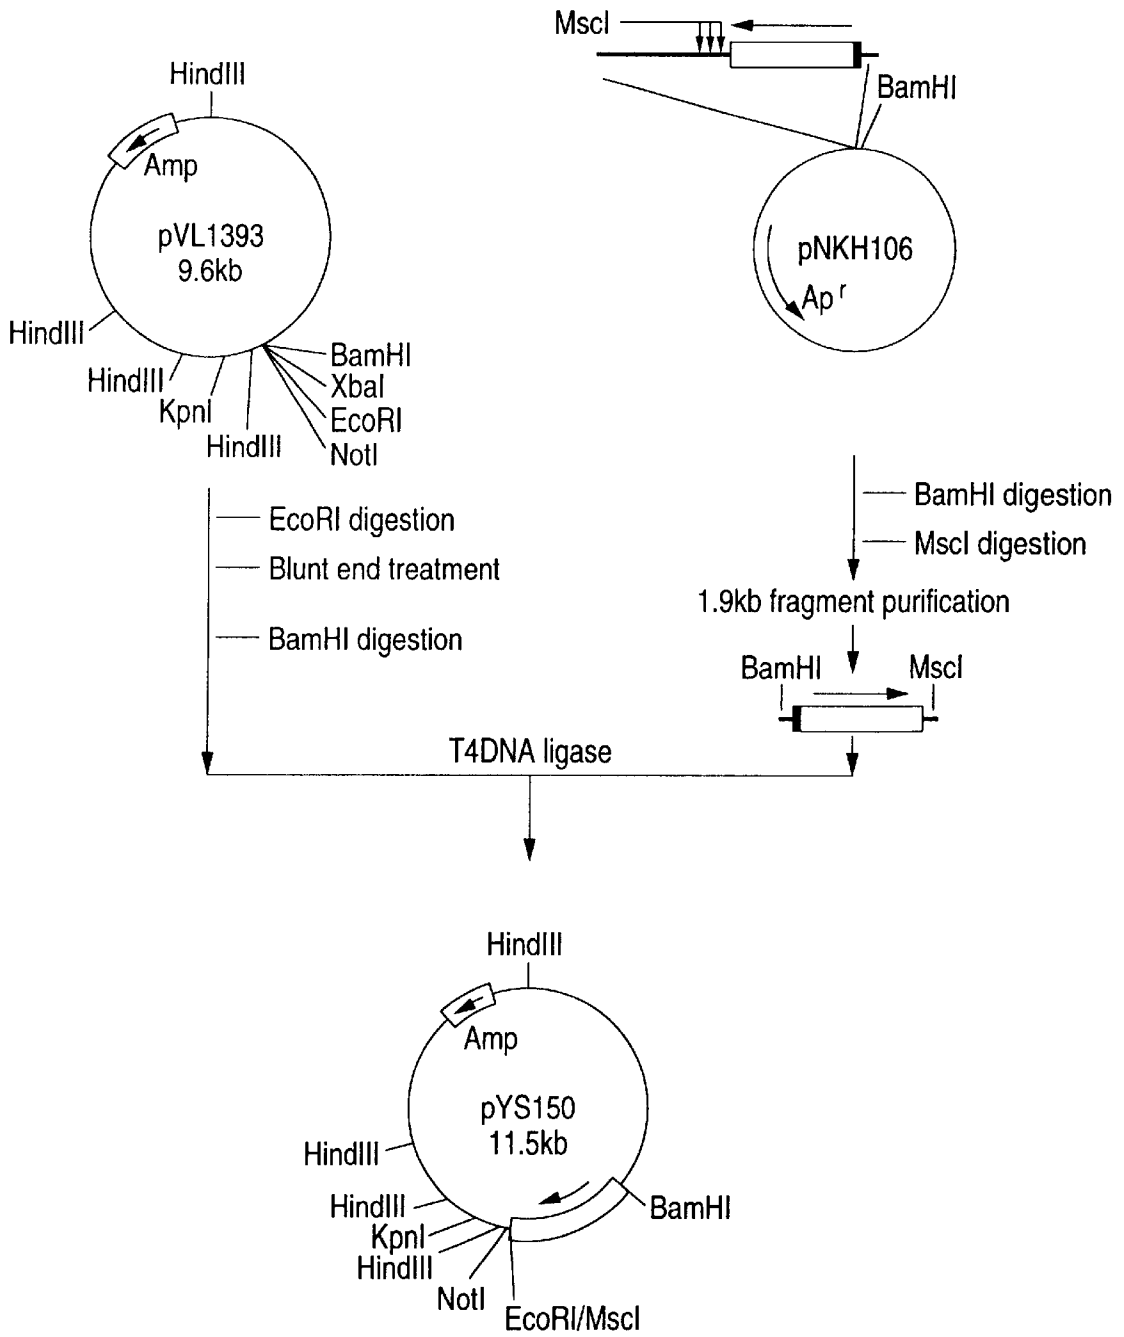 MscI
HindIII
BamHI
Amp
pVL1393
9.6kb
pNKH106
Ap r
HindIII
HindIII
KpnI
HindIII
BamHI
XbaI
EcoRI
NotI
EcoRI digestion
Blunt end treatment
BamHI digestion
BamHI digestion
MscI digestion
1.9kb fragment purification
BamHI
MscI
T4DNA ligase
HindIII
Amp
pYS150
11.5kb
HindIII
HindIII
KpnI
HindIII
NotI
EcoRI/MscI
BamHI